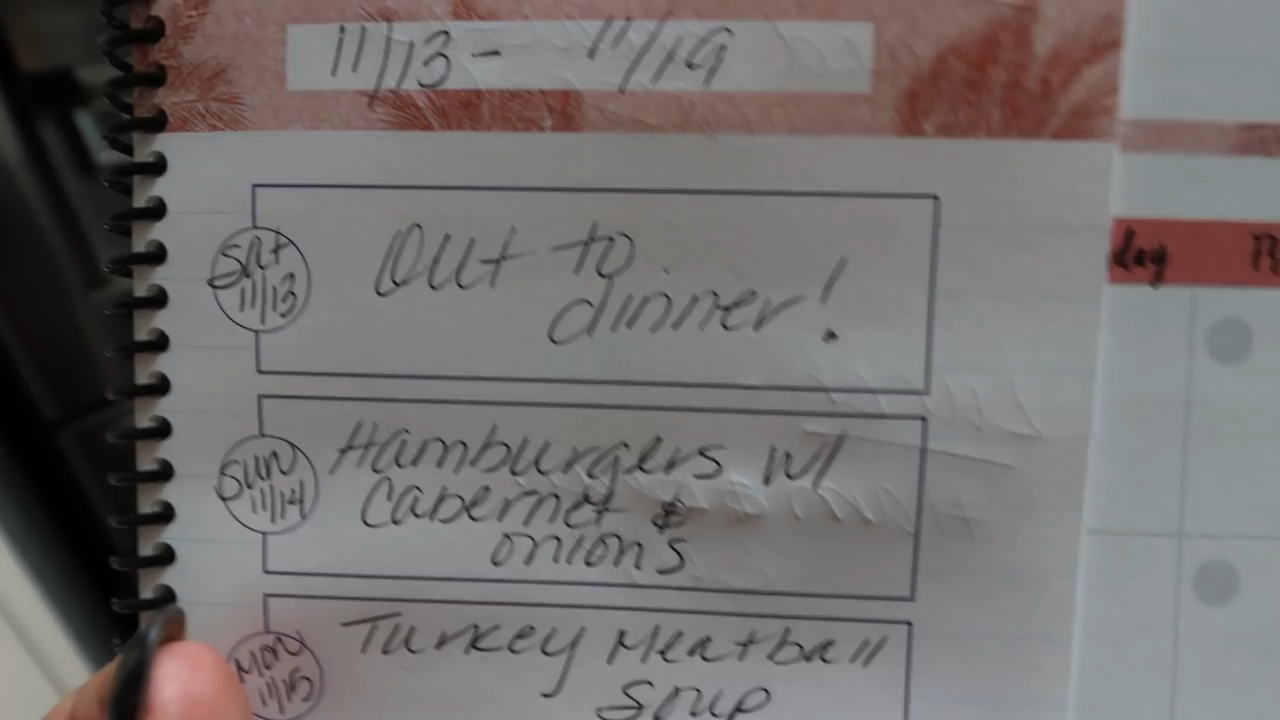 11/13 - 11/19
Sat
11/13
Out to
dinner!
Sun
11/14
Hamburgers w/
Cabernet &
onions
Mon
11/15
Turkey Meatball
Soup
day